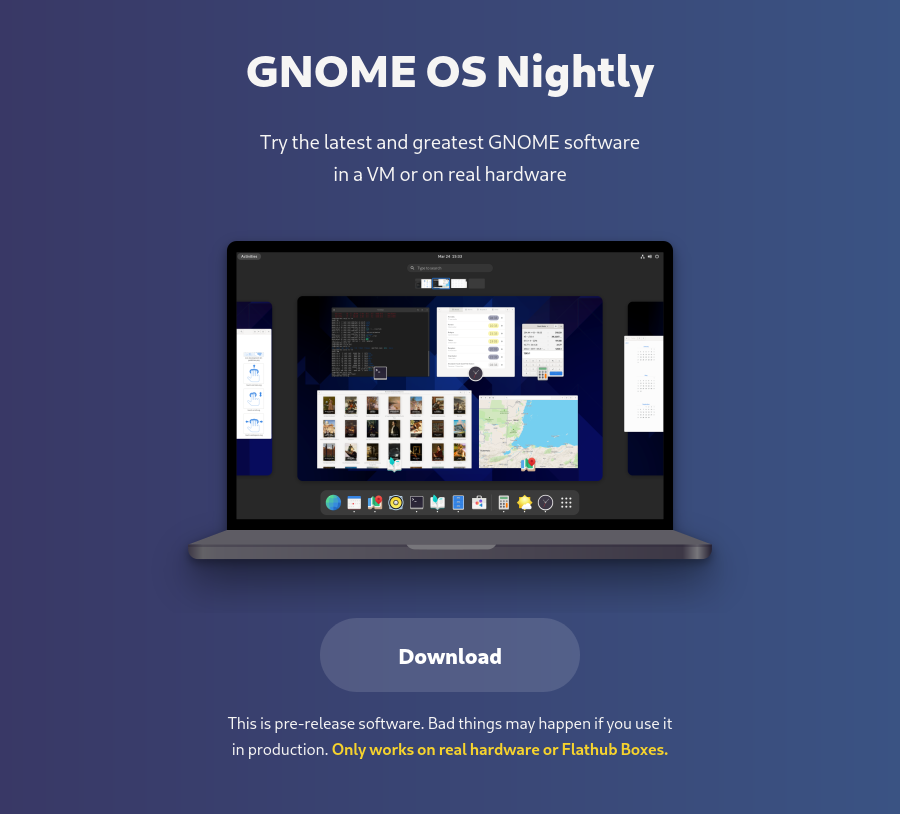 GNOME OS Nightly
Try the latest and greatest GNOME software
in a VM or on real hardware
Activities
Mar 24 13:53
Type to search
Download
This is pre-release software. Bad things may happen if you use it
in production. Only works on real hardware or Flathub Boxes.